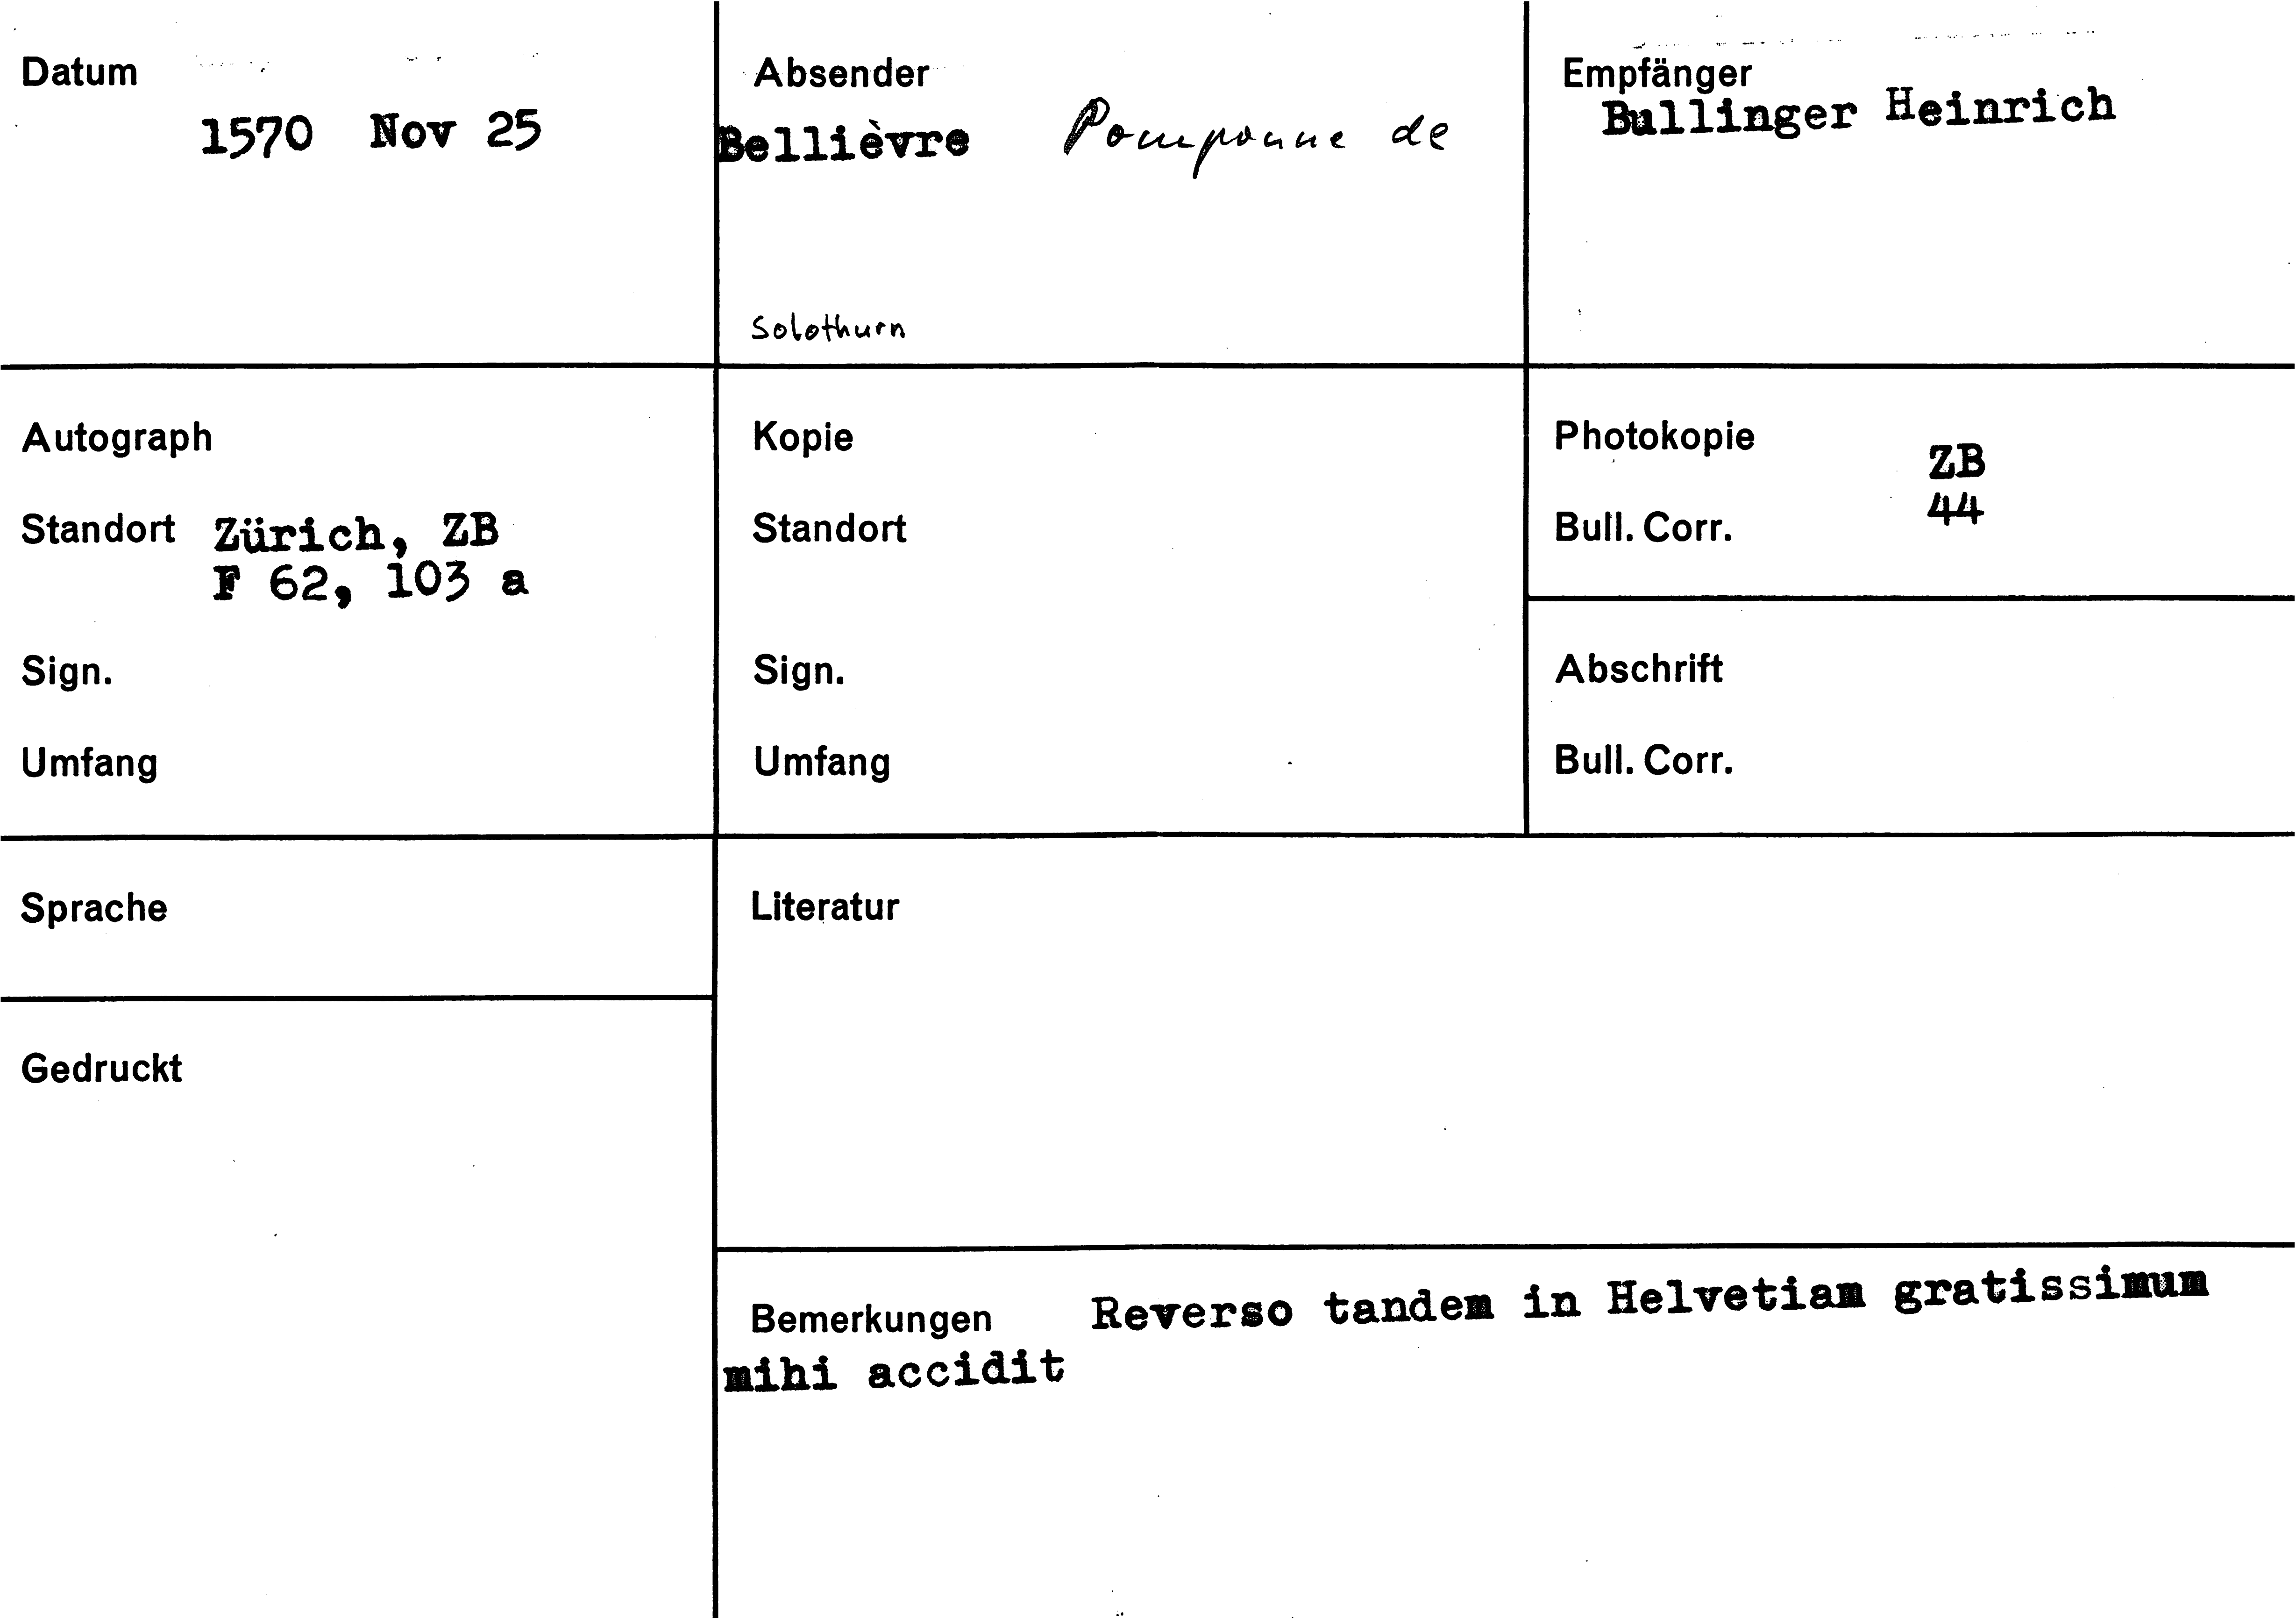 Datum
1570 Nov 25
Absender
Bellièvre Pomponne de
Solothurn
Empfänger
Bullinger Heinrich
Autograph
Standort Zürich, ZB
F 62, 103 a
Sign.
Umfang
Kopie
Standort
Sign.
Umfang
Photokopie ZB
Bull. Corr. 44
Abschrift
Bull. Corr.
Sprache
Gedruckt
Literatur
Bemerkungen Reverso tandem in Helvetiam gratissimum
mihi accidit